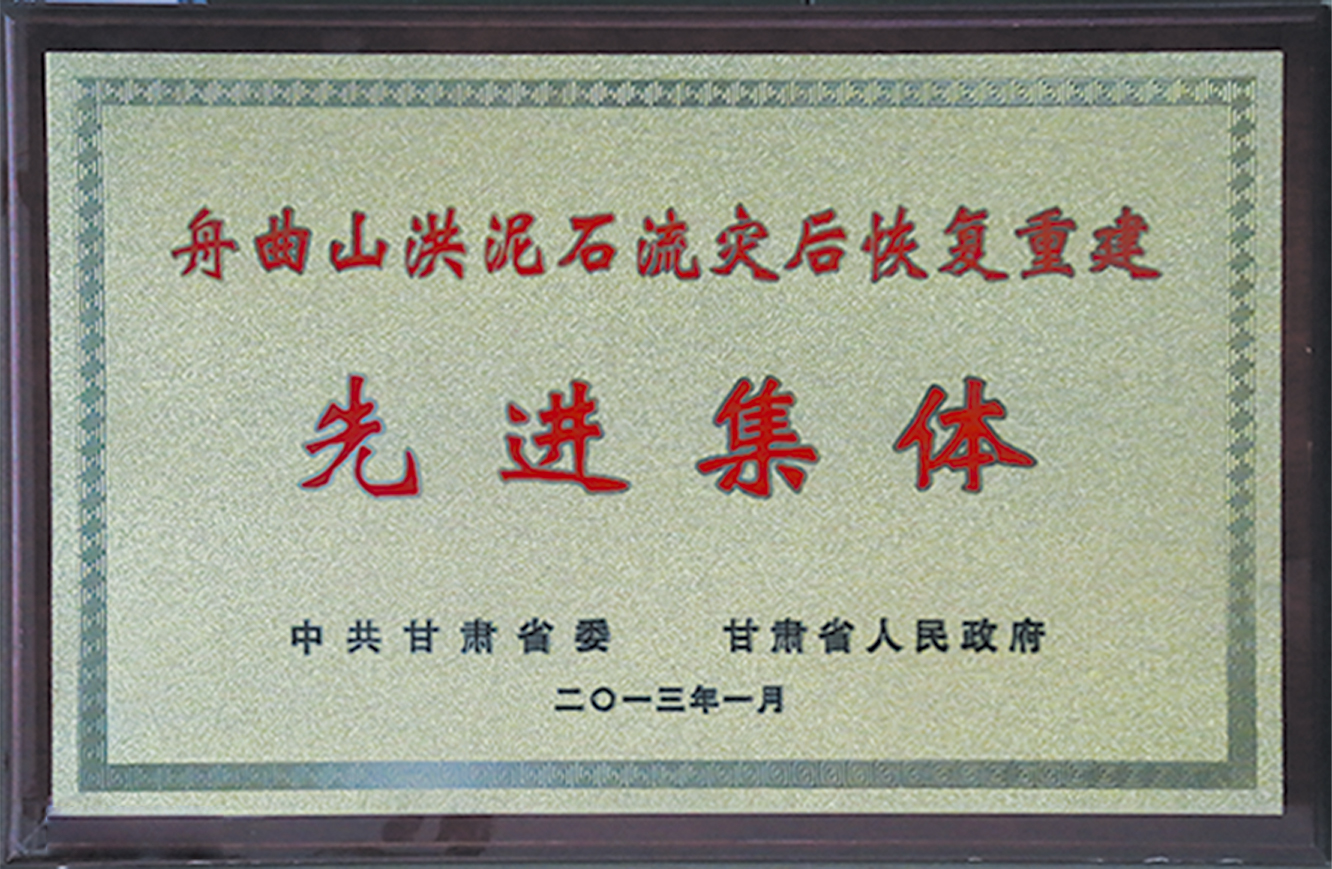 舟曲山洪泥石流灾后恢复重建
先进集体
中共甘肃省委 甘肃省人民政府
二〇一三年一月